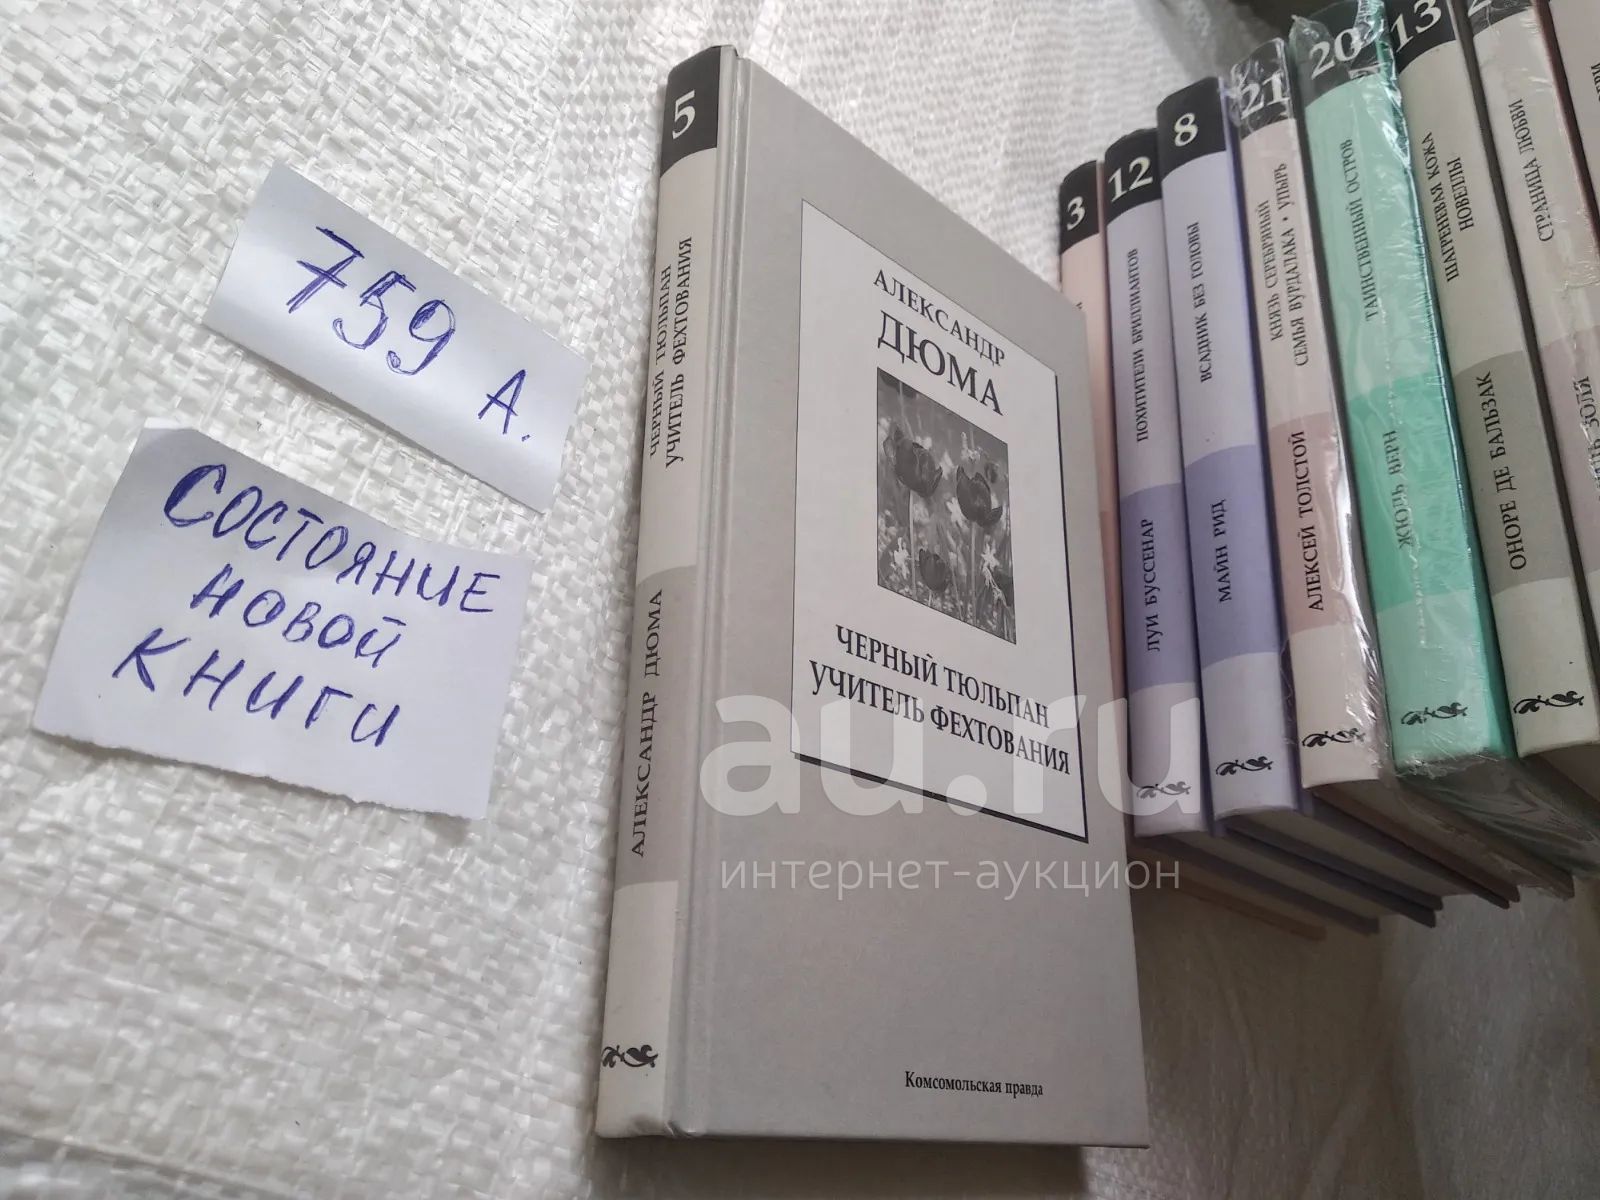 759 А.
СОСТОЯНИЕ
НОВОЙ
КНИГИ
5
ЧЕРНЫЙ ТЮЛЬПАН
УЧИТЕЛЬ ФЕХТОВАНИЯ
АЛЕКСАНДР ДЮМА
АЛЕКСАНДР
ДЮМА
ЧЕРНЫЙ ТЮЛЬПАН
УЧИТЕЛЬ ФЕХТОВАНИЯ
Комсомольская правда
3
12
ПОХИТИТЕЛИ БРИЛЛИАНТОВ
ЛУИ БУССЕНАР
8
ВСАДНИК БЕЗ ГОЛОВЫ
МАЙН РИД
21
КНЯЗЬ СЕРЕБРЯНЫЙ
СЕМЬЯ ВУРДАЛАКА • УПЫРЬ
АЛЕКСЕЙ ТОЛСТОЙ
20
ТАИНСТВЕННЫЙ ОСТРОВ
ЖЮЛЬ ВЕРН
13
ШАГРЕНЕВАЯ КОЖА
НОВЕЛЛЫ
ОНОРЕ ДЕ БАЛЬЗАК
СТРАНИЦА ЛЮБВИ
ЗОЛЯ
au.ru
интернет-аукцион